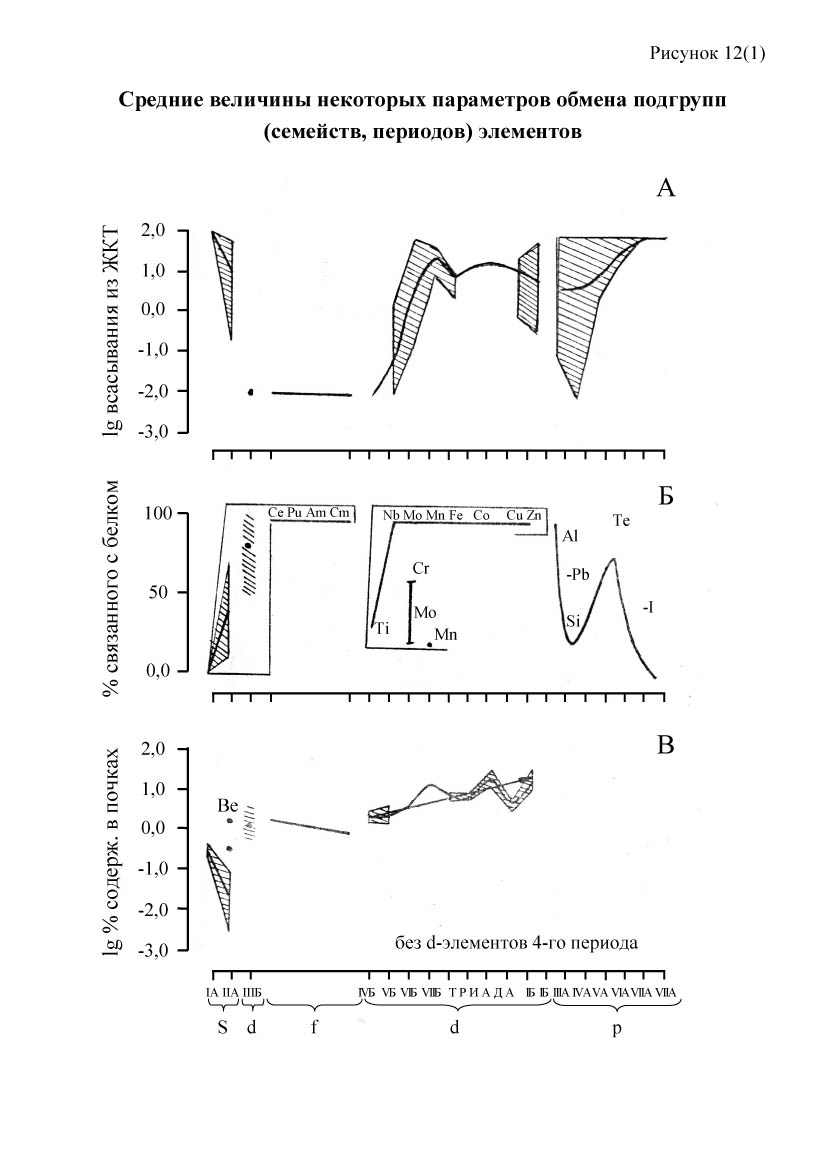 Рисунок 12(1)
Средние величины некоторых параметров обмена подгрупп
(семейств, периодов) элементов
А
lg всасывания из ЖКТ
2,0
1,0
0,0
-1,0
-2,0
-3,0
Б
% связанного с белком
100
50
0,0
Ce Pu Am Cm
Nb Mo Mn Fe Co Cu Zn
Te
Al
Cr
-Pb
-I
Mo
Si
Ti
Mn
В
lg % содерж. в почках
2,0
1,0
0,0
-1,0
-2,0
-3,0
Be
без d-элементов 4-го периода
IA IIA IIIБ IVБ VБ VIБ VIIБ Т Р И А Д А IБ IБ IIIA IVA VA VIA VIIA VIIA
S d f d p